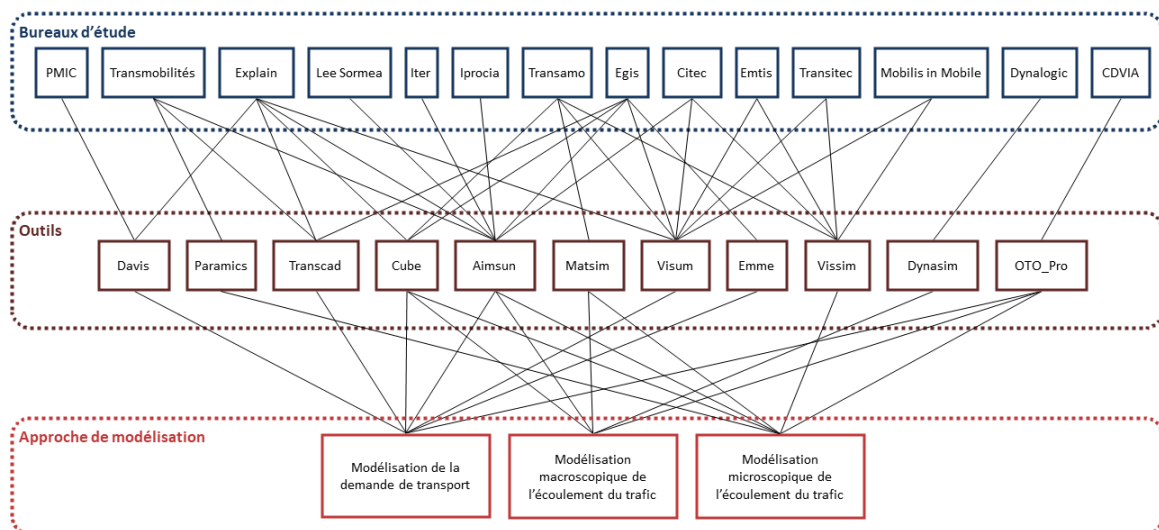 Bureaux d'étude
PMIC
Transmobilités
Explain
Lee Sormea
Iter
Iprocia
Transamo
Egis
Citec
Emtis
Transitec
Mobilis in Mobile
Dynalogic
CDVIA
Outils
Davis
Paramics
Transcad
Cube
Aimsun
Matsim
Visum
Emme
Vissim
Dynasim
OTO_Pro
Approche de modélisation
Modélisation de la
demande de transport
Modélisation
macroscopique de
l'écoulement du trafic
Modélisation
microscopique de
l'écoulement du trafic